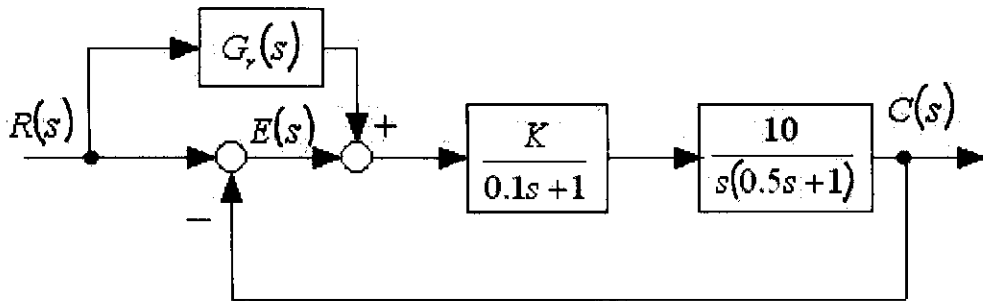 G_r(s)
R(s)
E(s)
+
−
K
0.1s+1
10
s(0.5s+1)
C(s)